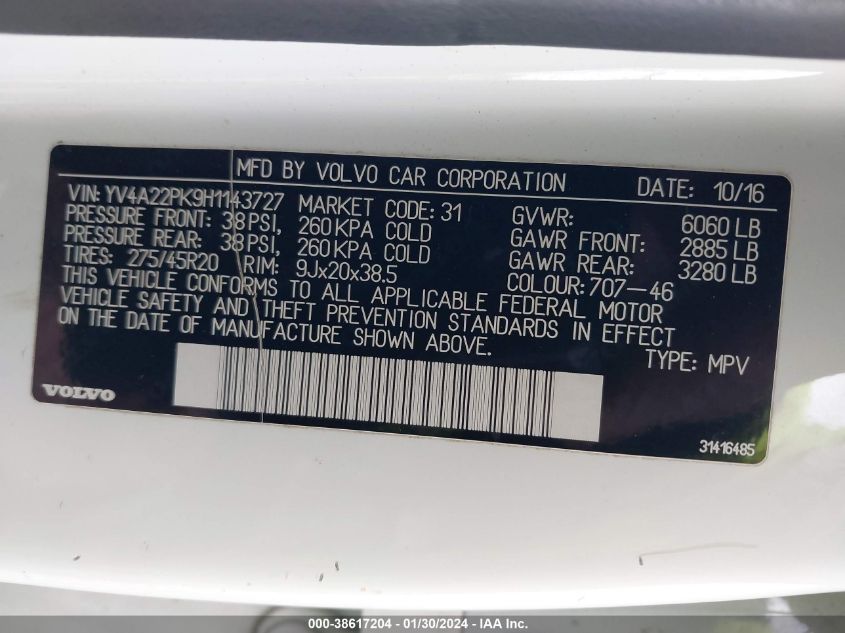 MFD BY VOLVO CAR CORPORATION DATE: 10/16
VIN: YV4A22PK9H1143727 MARKET CODE: 31 GVWR: 6060 LB
PRESSURE FRONT: 38 PSI, 260 KPA COLD GAWR FRONT: 2885 LB
PRESSURE REAR: 38 PSI, 260 KPA COLD GAWR REAR: 3280 LB
TIRES: 275/45R20 RIM: 9Jx20x38.5 COLOUR: 707-46
THIS VEHICLE CONFORMS TO ALL APPLICABLE FEDERAL MOTOR
VEHICLE SAFETY AND THEFT PREVENTION STANDARDS IN EFFECT
ON THE DATE OF MANUFACTURE SHOWN ABOVE.
TYPE: MPV
VOLVO
31416485
000-38617204 - 01/30/2024 - IAA Inc.